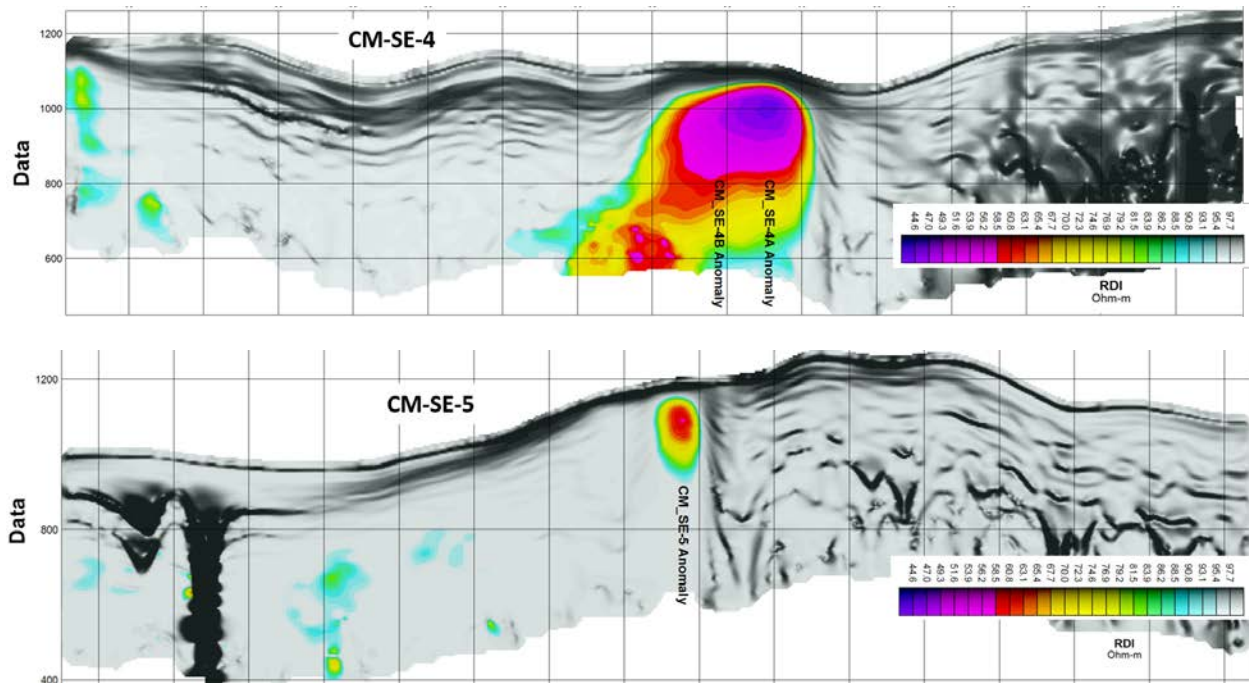 CM-SE-4
1200
1000
800
600
Data
CM_SE-4B Anomaly
CM_SE-4A Anomaly
44.6 47.0 49.3 51.6 53.9 56.2 58.5 60.8 63.1 65.4 67.7 70.0 72.3 74.6 76.9 79.2 81.5 83.9 86.2 88.5 90.8 93.1 95.4 97.7
RDI
Ohm-m
CM-SE-5
1200
800
400
Data
CM_SE-5 Anomaly
44.6 47.0 49.3 51.6 53.9 56.2 58.5 60.8 63.1 65.4 67.7 70.0 72.3 74.6 76.9 79.2 81.5 83.9 86.2 88.5 90.8 93.1 95.4 97.7
RDI
Ohm-m